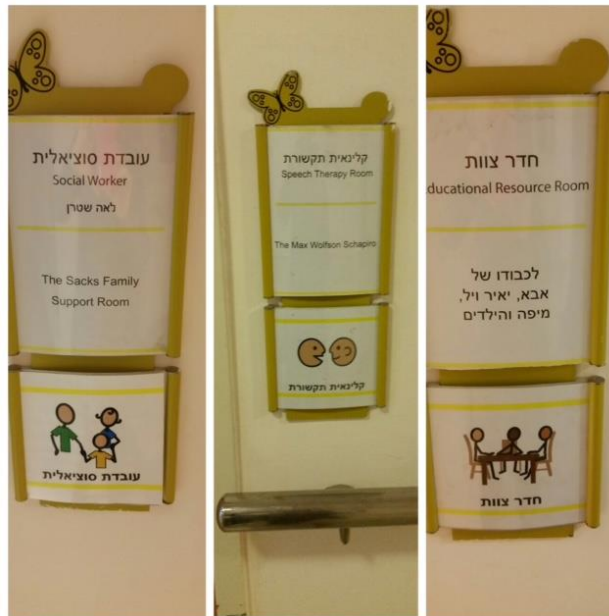 עובדת סוציאלית
Social Worker
לאה שטרן
The Sacks Family
Support Room
עובדת סוציאלית
קלינאית תקשורת
Speech Therapy Room
The Max Wolfson Schapiro
קלינאית תקשורת
חדר צוות
Educational Resource Room
לכבודו של
אבא, יאיר ויל,
מיפה והילדים
חדר צוות